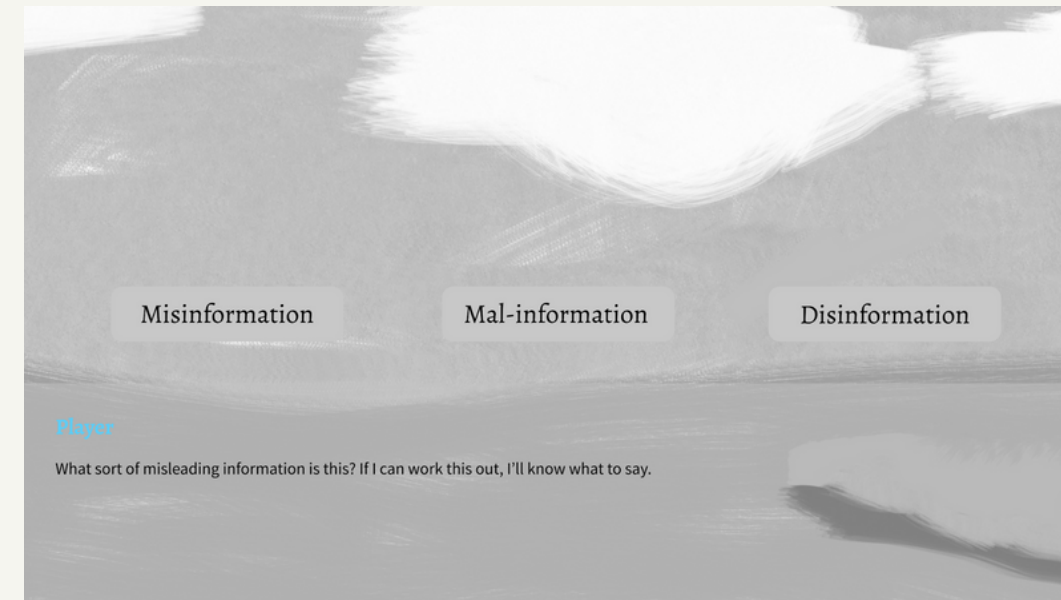 Misinformation
Mal-information
Disinformation
Player
What sort of misleading information is this? If I can work this out, I'll know what to say.